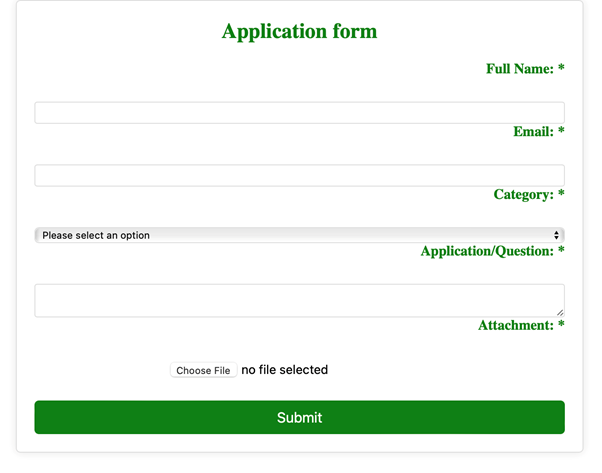 Application form
Full Name: *
Email: *
Category: *
Please select an option
Application/Question: *
Attachment: *
Choose File no file selected
Submit